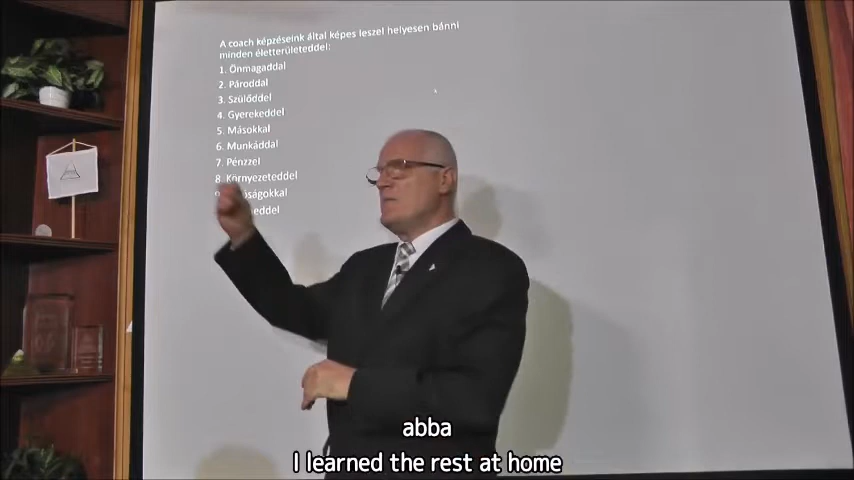 A coach képzéseink által képes leszel helyesen bánni
minden életterületeddel:
1. Önmagaddal
2. Pároddal
3. Szülőddel
4. Gyerekeddel
5. Másokkal
6. Munkáddal
7. Pénzzel
8. Környezeteddel
abba
I learned the rest at home